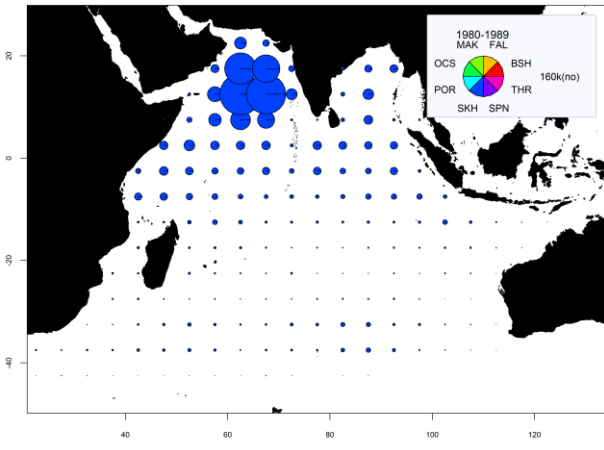 1980-1989
MAK FAL
OCS BSH
POR THR
SKH SPN
160k(no)
20
0
-20
-40
40 60 80 100 120